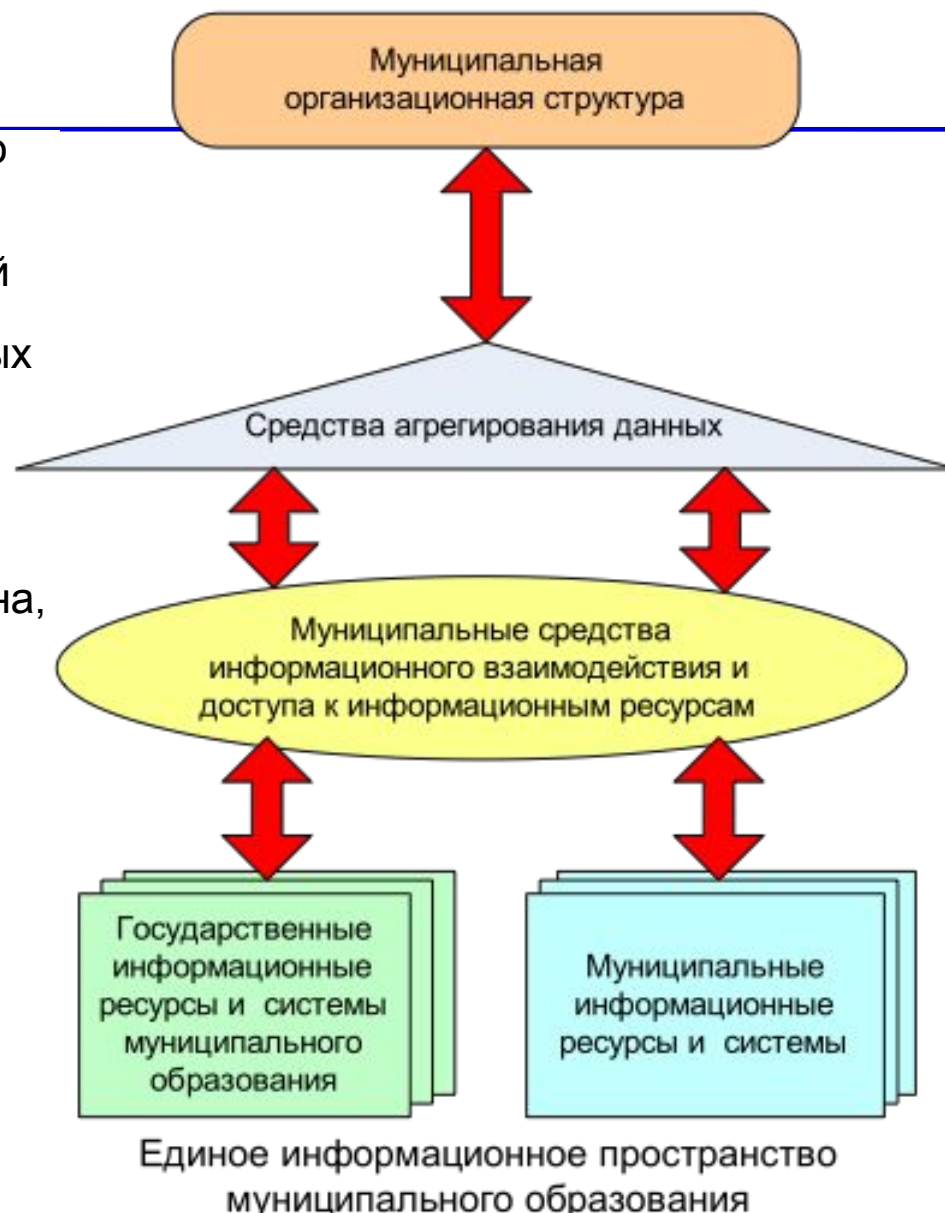 Муниципальная
организационная структура
Средства агрегирования данных
Муниципальные средства
информационного взаимодействия и
доступа к информационным ресурсам
Государственные
информационные
ресурсы и системы
муниципального
образования
Муниципальные
информационные
ресурсы и системы
Единое информационное пространство
муниципального образования